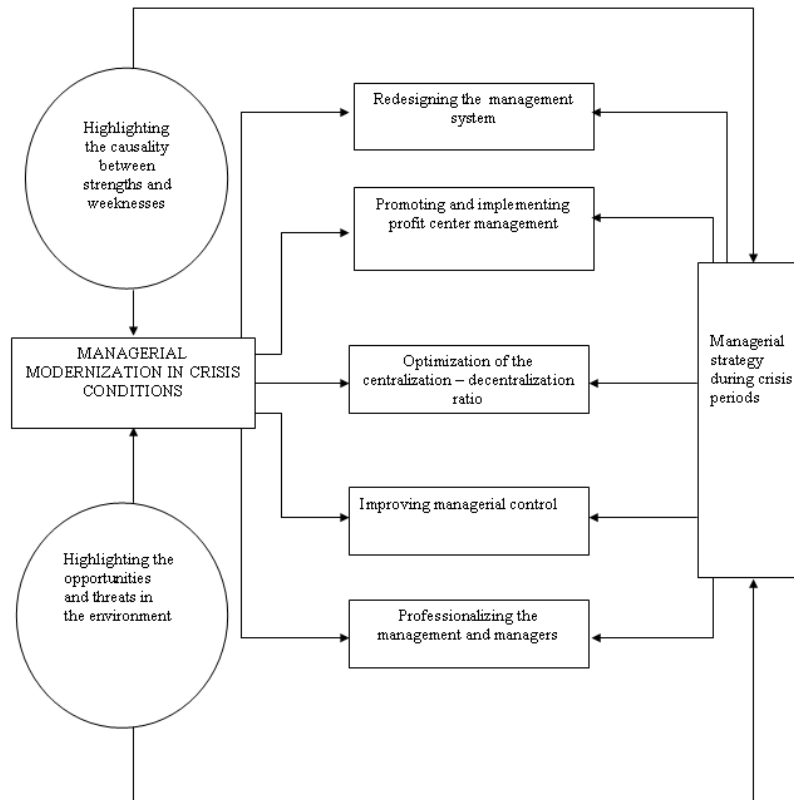 Highlighting
the causality
between
strengths and
weeknesses
Redesigning the management
system
Promoting and implementing
profit center management
MANAGERIAL
MODERNIZATION IN CRISIS
CONDITIONS
Optimization of the
centralization – decentralization
ratio
Managerial
strategy
during crisis
periods
Improving managerial control
Highlighting the
opportunities
and threats in
the environment
Professionalizing the
management and managers